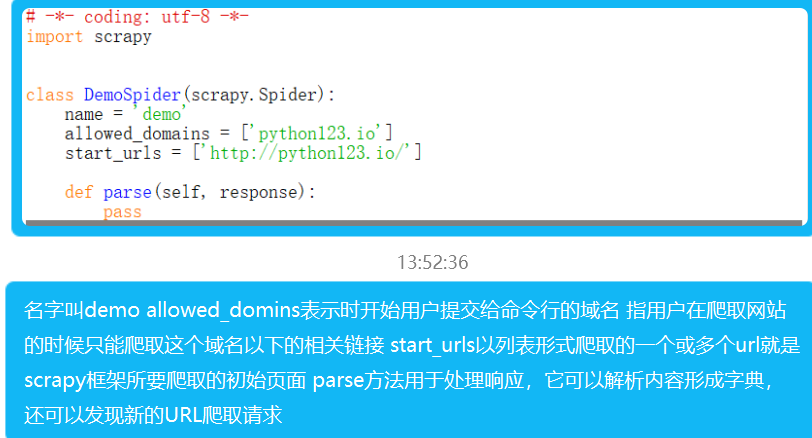 # -*- coding: utf-8 -*-
import scrapy
class DemoSpider(scrapy.Spider):
    name = 'demo'
    allowed_domains = ['python123.io']
    start_urls = ['http://python123.io/']
    def parse(self, response):
        pass
13:52:36
名字叫demo allowed_domins表示时开始用户提交给命令行的域名 指用户在爬取网站
的时候只能爬取这个域名以下的相关链接 start_urls以列表形式爬取的一个或多个url就是
scrapy框架所要爬取的初始页面 parse方法用于处理响应，它可以解析内容形成字典，
还可以发现新的URL爬取请求